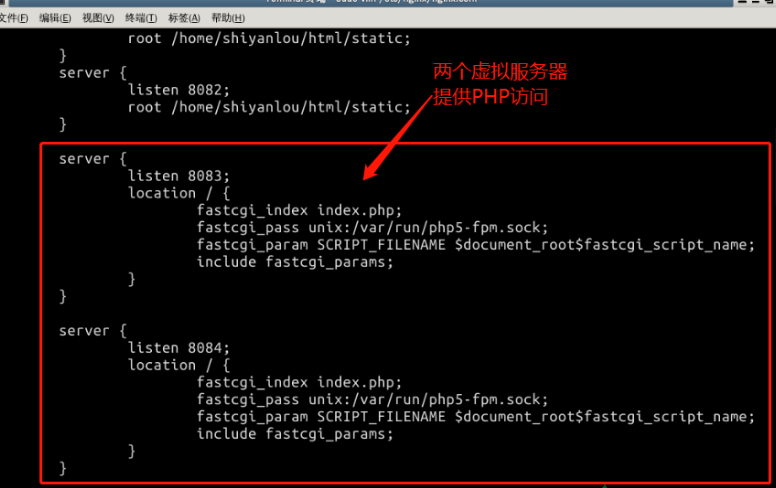 文件(F) 编辑(E) 视图(V) 终端(T) 标签(A) 帮助(H)
root /home/shiyanlou/html/static;
}
server {
listen 8082;
root /home/shiyanlou/html/static;
}
两个虚拟服务器
提供PHP访问
server {
listen 8083;
location / {
fastcgi_index index.php;
fastcgi_pass unix:/var/run/php5-fpm.sock;
fastcgi_param SCRIPT_FILENAME $document_root$fastcgi_script_name;
include fastcgi_params;
}
}
server {
listen 8084;
location / {
fastcgi_index index.php;
fastcgi_pass unix:/var/run/php5-fpm.sock;
fastcgi_param SCRIPT_FILENAME $document_root$fastcgi_script_name;
include fastcgi_params;
}
}